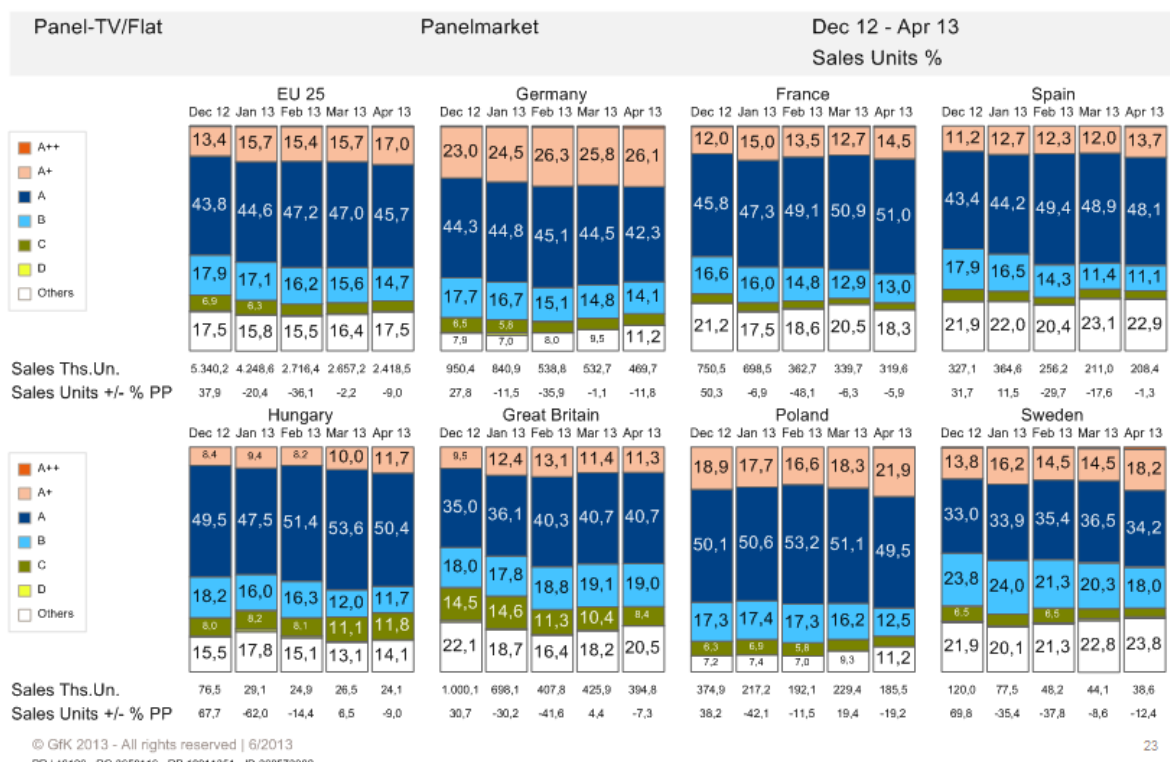 Panel-TV/Flat Panelmarket Dec 12 - Apr 13
Sales Units %
EU 25 Germany France Spain
Dec 12 Jan 13 Feb 13 Mar 13 Apr 13 Dec 12 Jan 13 Feb 13 Mar 13 Apr 13 Dec 12 Jan 13 Feb 13 Mar 13 Apr 13 Dec 12 Jan 13 Feb 13 Mar 13 Apr 13
A++
A+ 13,4 15,7 15,4 15,7 17,0 23,0 24,5 26,3 25,8 26,1 12,0 15,0 13,5 12,7 14,5 11,2 12,7 12,3 12,0 13,7
A 43,8 44,6 47,2 47,0 45,7 44,3 44,8 45,1 44,5 42,3 45,8 47,3 49,1 50,9 51,0 43,4 44,2 49,4 48,9 48,1
B 17,9 17,1 16,2 15,6 14,7 17,7 16,7 15,1 14,8 14,1 16,6 16,0 14,8 12,9 13,0 17,9 16,5 14,3 11,4 11,1
C 6,9 6,3 6,5 5,8
D
Others 17,5 15,8 15,5 16,4 17,5 7,9 7,0 8,0 9,5 11,2 21,2 17,5 18,6 20,5 18,3 21,9 22,0 20,4 23,1 22,9
Sales Ths.Un. 5.340,2 4.248,6 2.716,4 2.657,2 2.418,5 950,4 840,9 538,8 532,7 469,7 750,5 698,5 362,7 339,7 319,6 327,1 364,6 256,2 211,0 208,4
Sales Units +/- % PP 37,9 -20,4 -36,1 -2,2 -9,0 27,8 -11,5 -35,9 -1,1 -11,8 50,3 -6,9 -48,1 -6,3 -5,9 31,7 11,5 -29,7 -17,6 -1,3
Hungary Great Britain Poland Sweden
Dec 12 Jan 13 Feb 13 Mar 13 Apr 13 Dec 12 Jan 13 Feb 13 Mar 13 Apr 13 Dec 12 Jan 13 Feb 13 Mar 13 Apr 13 Dec 12 Jan 13 Feb 13 Mar 13 Apr 13
A++
A+ 8,4 9,4 8,2 10,0 11,7 9,5 12,4 13,1 11,4 11,3 18,9 17,7 16,6 18,3 21,9 13,8 16,2 14,5 14,5 18,2
A 49,5 47,5 51,4 53,6 50,4 35,0 36,1 40,3 40,7 40,7 50,1 50,6 53,2 51,1 49,5 33,0 33,9 35,4 36,5 34,2
B 18,2 16,0 16,3 12,0 11,7 18,0 17,8 18,8 19,1 19,0 17,3 17,4 17,3 16,2 12,5 23,8 24,0 21,3 20,3 18,0
C 8,0 8,2 8,1 11,1 11,8 14,5 14,6 11,3 10,4 8,4 6,3 6,9 5,8 6,5 6,5
D
Others 15,5 17,8 15,1 13,1 14,1 22,1 18,7 16,4 18,2 20,5 7,2 7,4 7,0 9,3 11,2 21,9 20,1 21,3 22,8 23,8
Sales Ths.Un. 76,5 29,1 24,9 26,5 24,1 1.000,1 698,1 407,8 425,9 394,8 374,9 217,2 192,1 229,4 185,5 120,0 77,5 48,2 44,1 38,6
Sales Units +/- % PP 67,7 -62,0 -14,4 6,5 -9,0 30,7 -30,2 -41,6 4,4 -7,3 38,2 -42,1 -11,5 19,4 -19,2 69,8 -35,4 -37,8 -8,6 -12,4
© GfK 2013 - All rights reserved | 6/2013 23